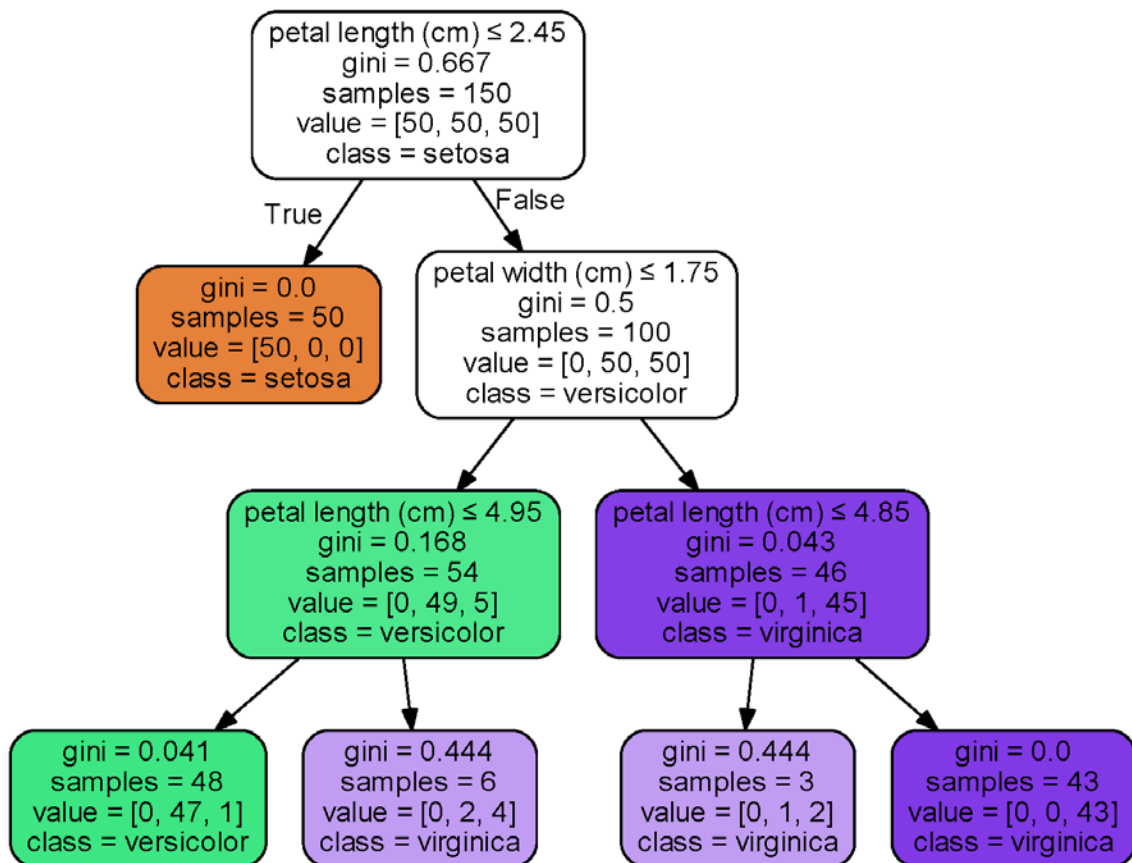 petal length (cm) ≤ 2.45
gini = 0.667
samples = 150
value = [50, 50, 50]
class = setosa
True
False
gini = 0.0
samples = 50
value = [50, 0, 0]
class = setosa
petal width (cm) ≤ 1.75
gini = 0.5
samples = 100
value = [0, 50, 50]
class = versicolor
petal length (cm) ≤ 4.95
gini = 0.168
samples = 54
value = [0, 49, 5]
class = versicolor
petal length (cm) ≤ 4.85
gini = 0.043
samples = 46
value = [0, 1, 45]
class = virginica
gini = 0.041
samples = 48
value = [0, 47, 1]
class = versicolor
gini = 0.444
samples = 6
value = [0, 2, 4]
class = virginica
gini = 0.444
samples = 3
value = [0, 1, 2]
class = virginica
gini = 0.0
samples = 43
value = [0, 0, 43]
class = virginica